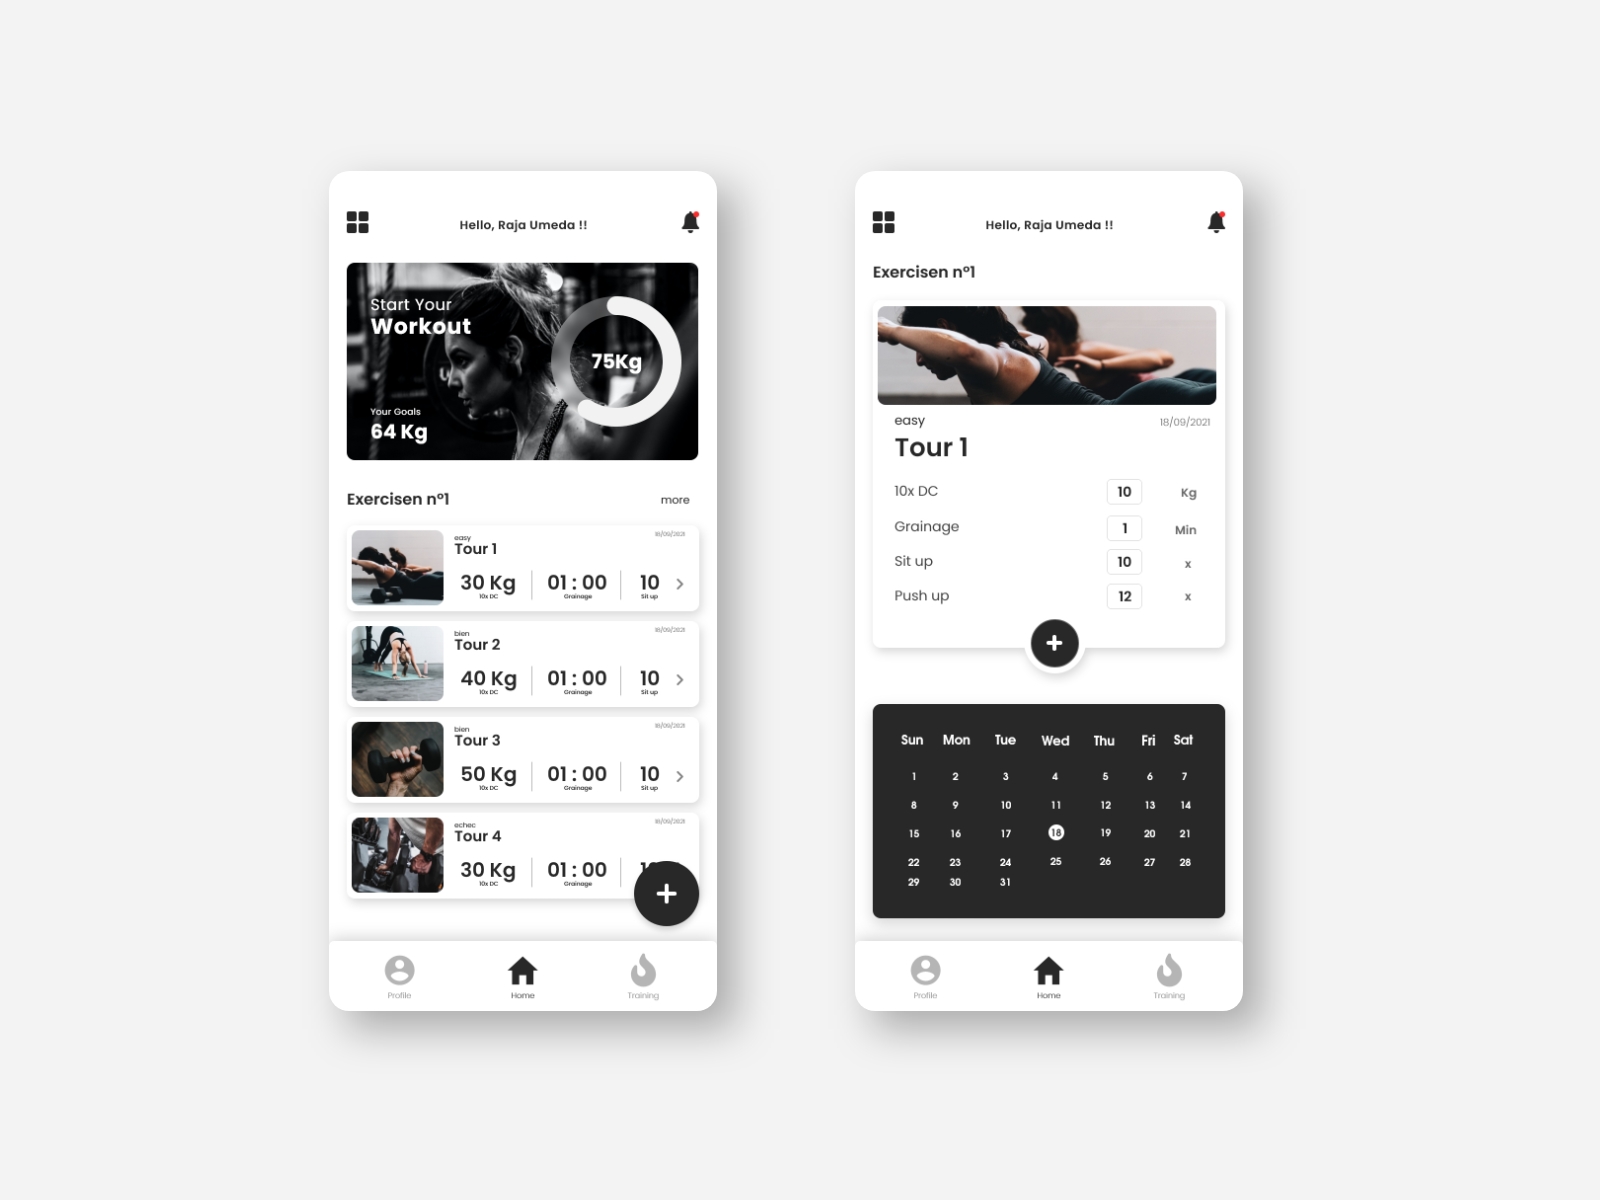 Hello, Raja Umeda !!
Start Your
Workout
75Kg
Your Goals
64 Kg
Exercisen n°1
more
easy
18/09/2021
Tour 1
30 Kg
01 : 00
10
10x DC
Grainage
Sit up
bien
18/09/2021
Tour 2
40 Kg
01 : 00
10
10x DC
Grainage
Sit up
bien
18/09/2021
Tour 3
50 Kg
01 : 00
10
10x DC
Grainage
Sit up
echec
18/09/2021
Tour 4
30 Kg
01 : 00
10x DC
Grainage
Profile
Home
Training
Hello, Raja Umeda !!
Exercisen n°1
easy
18/09/2021
Tour 1
10x DC 10 Kg
Grainage 1 Min
Sit up 10 x
Push up 12 x
Sun Mon Tue Wed Thu Fri Sat
1 2 3 4 5 6 7
8 9 10 11 12 13 14
15 16 17 18 19 20 21
22 23 24 25 26 27 28
29 30 31
Profile
Home
Training